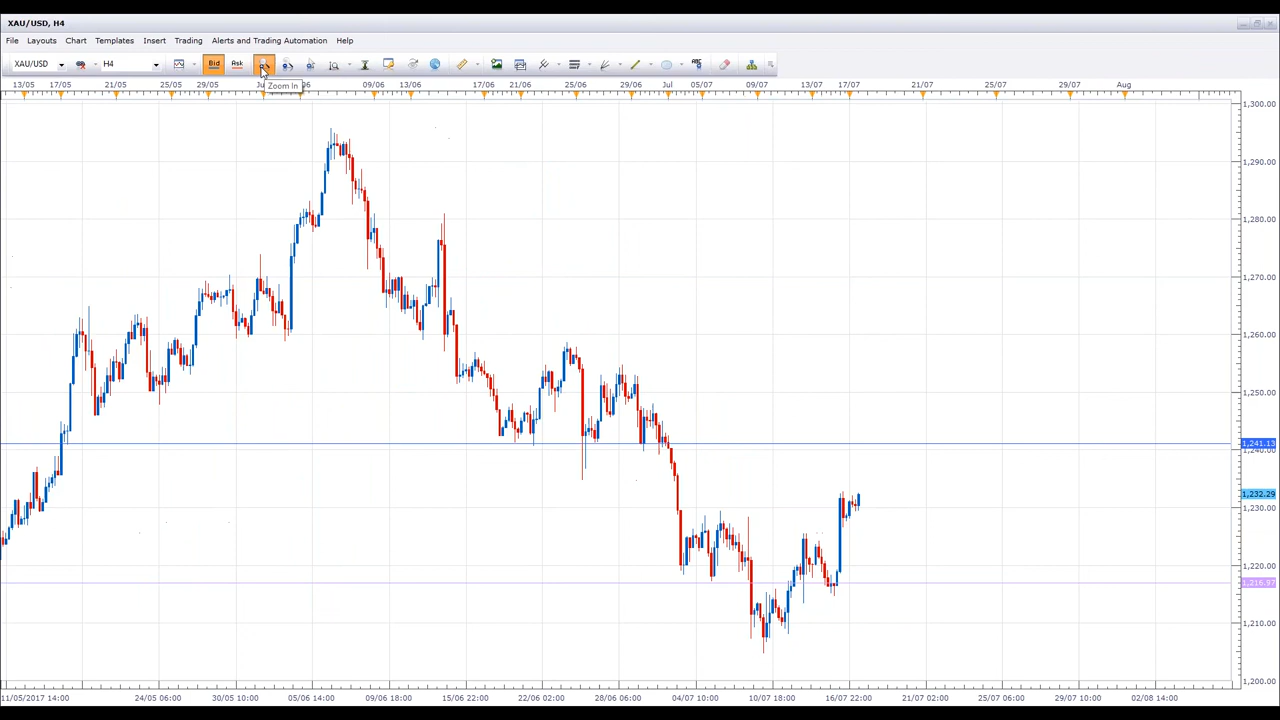 XAU/USD, H4
File Layouts Chart Templates Insert Trading Alerts and Trading Automation Help
XAU/USD H4 Bid Ask ABC
Zoom In
13/05 17/05 25/05 29/05 Ju 06 09/06 13/06 17/06 21/06 25/06 29/06 Jul 05/07 09/07 13/07 17/07 21/07 25/07 29/07 Aug
1,300.00
1,290.00
1,280.00
1,270.00
1,260.00
1,250.00
1,241.13
1,240.00
1,232.29
1,230.00
1,220.00
1,216.97
1,210.00
1,200.00
11/05/2017 24/05 06:00 30/05 10:00 05/06 14:00 09/06 18:00 15/06 22:00 22/06 02:00 28/06 06:00 04/07 10:00 10/07 18:00 16/07 22:00 21/07 02:00 25/07 06:00 29/07 10:00 02/08 14:00